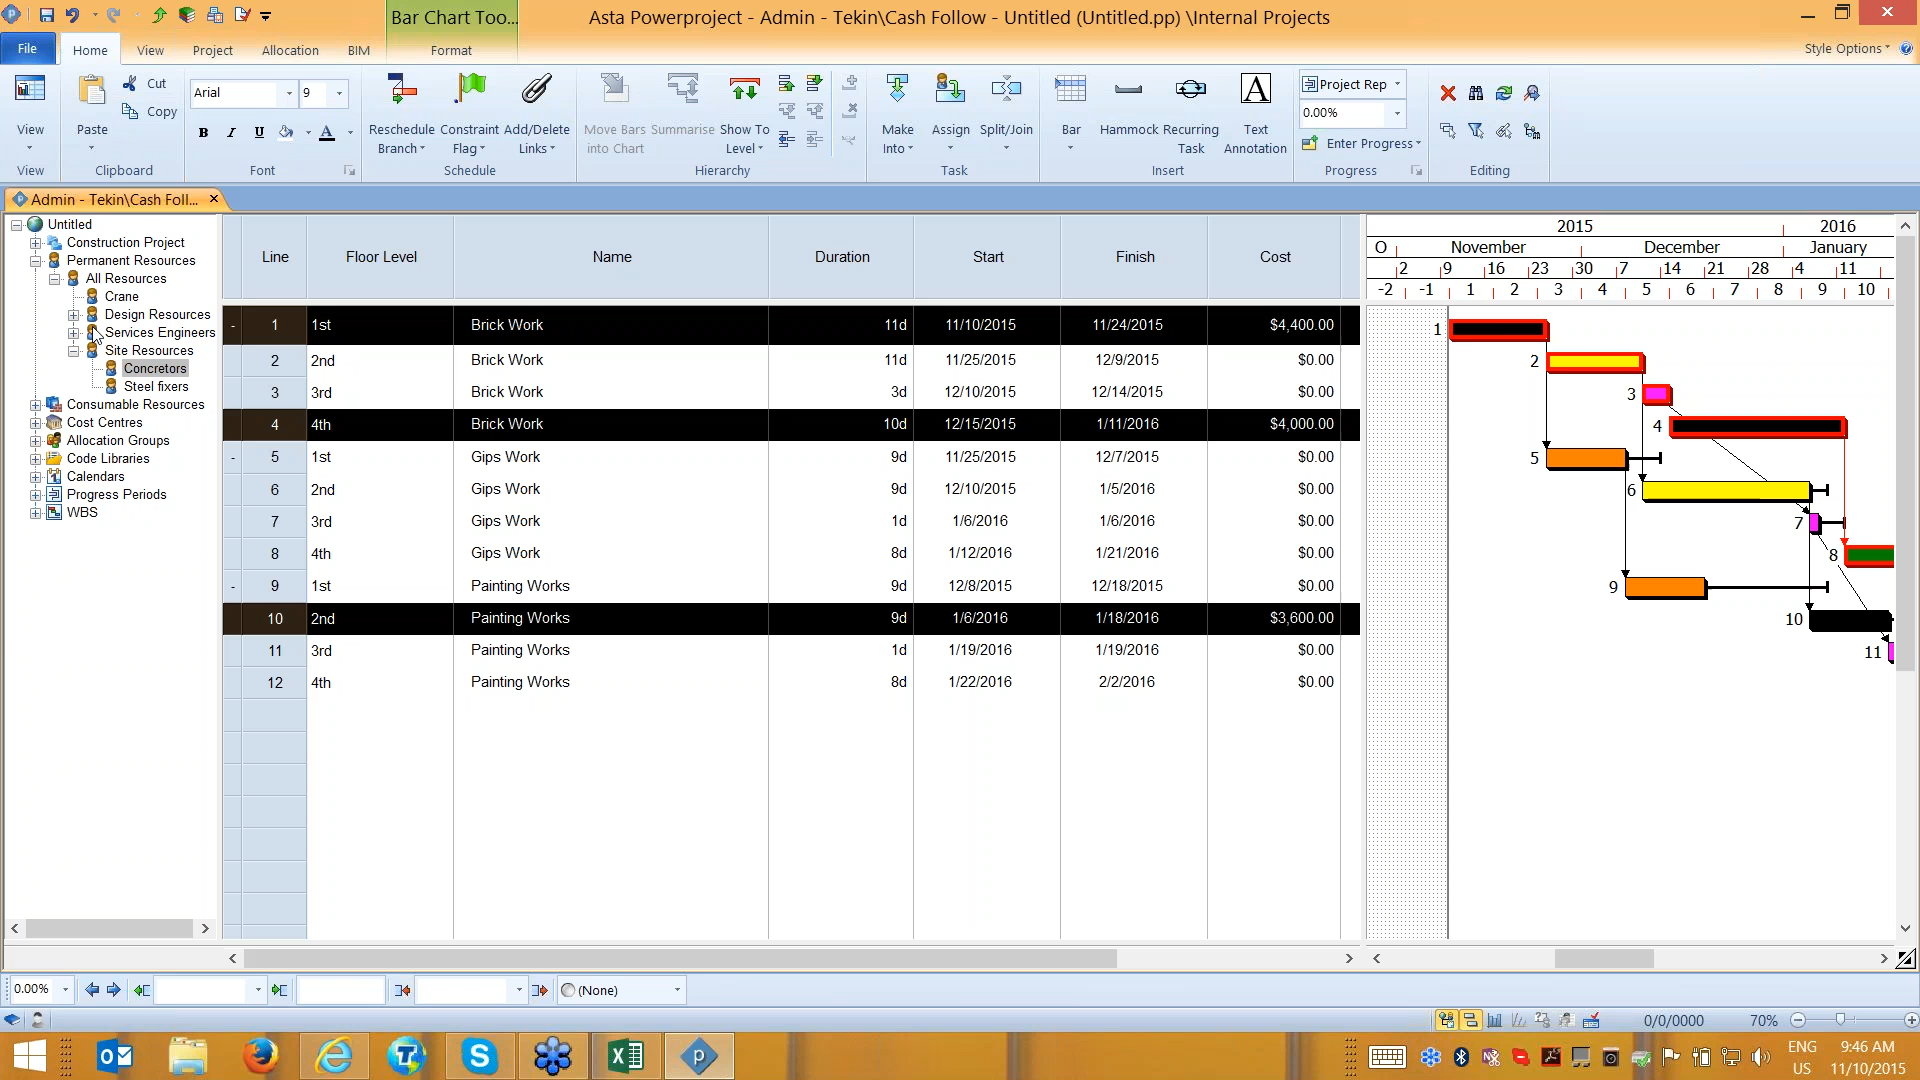 Bar Chart Too...
Asta Powerproject - Admin - Tekin\Cash Follow - Untitled (Untitled.pp) \Internal Projects
File
Home
View
Project
Allocation
BIM
Format
Style Options
View
Paste
Cut
Copy
Arial
9
B I U A
Reschedule Branch
Constraint Flag
Add/Delete Links
Move Bars into Chart
Summarise
Show To Level
Make Into
Assign
Split/Join
Bar
Hammock
Recurring Task
Text Annotation
Project Rep
0.00%
Enter Progress
View
Clipboard
Font
Schedule
Hierarchy
Task
Insert
Progress
Editing
Admin - Tekin\Cash Foll...
Untitled
Construction Project
Permanent Resources
All Resources
Crane
Design Resources
Services Engineers
Site Resources
Concretors
Steel fixers
Consumable Resources
Cost Centres
Allocation Groups
Code Libraries
Calendars
Progress Periods
WBS
Line Floor Level Name Duration Start Finish Cost
1 1st Brick Work 11d 11/10/2015 11/24/2015 $4,400.00
2 2nd Brick Work 11d 11/25/2015 12/9/2015 $0.00
3 3rd Brick Work 3d 12/10/2015 12/14/2015 $0.00
4 4th Brick Work 10d 12/15/2015 1/11/2016 $4,000.00
5 1st Gips Work 9d 11/25/2015 12/7/2015 $0.00
6 2nd Gips Work 9d 12/10/2015 1/5/2016 $0.00
7 3rd Gips Work 1d 1/6/2016 1/6/2016 $0.00
8 4th Gips Work 8d 1/12/2016 1/21/2016 $0.00
9 1st Painting Works 9d 12/8/2015 12/18/2015 $0.00
10 2nd Painting Works 9d 1/6/2016 1/18/2016 $3,600.00
11 3rd Painting Works 1d 1/19/2016 1/19/2016 $0.00
12 4th Painting Works 8d 1/22/2016 2/2/2016 $0.00
2015 2016
O November December January
2 9 16 23 30 7 14 21 28 4 11
-2 -1 1 2 3 4 5 6 7 8 9 10
1
2
3
4
5
6
7
8
9
10
11
0.00%
(None)
0/0/0000
70%
ENG
US
9:46 AM
11/10/2015